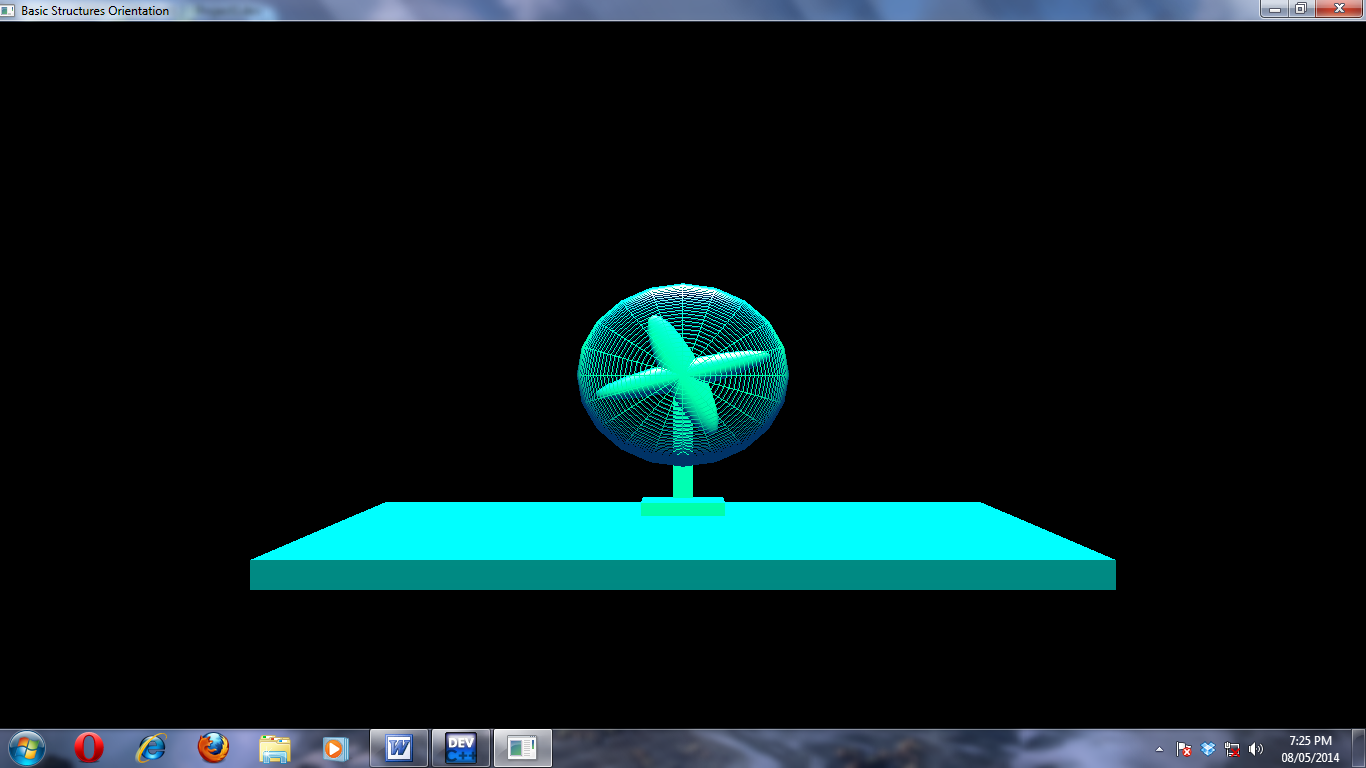 Basic Structures Orientation
W
DEV
C++
7:25 PM
08/05/2014